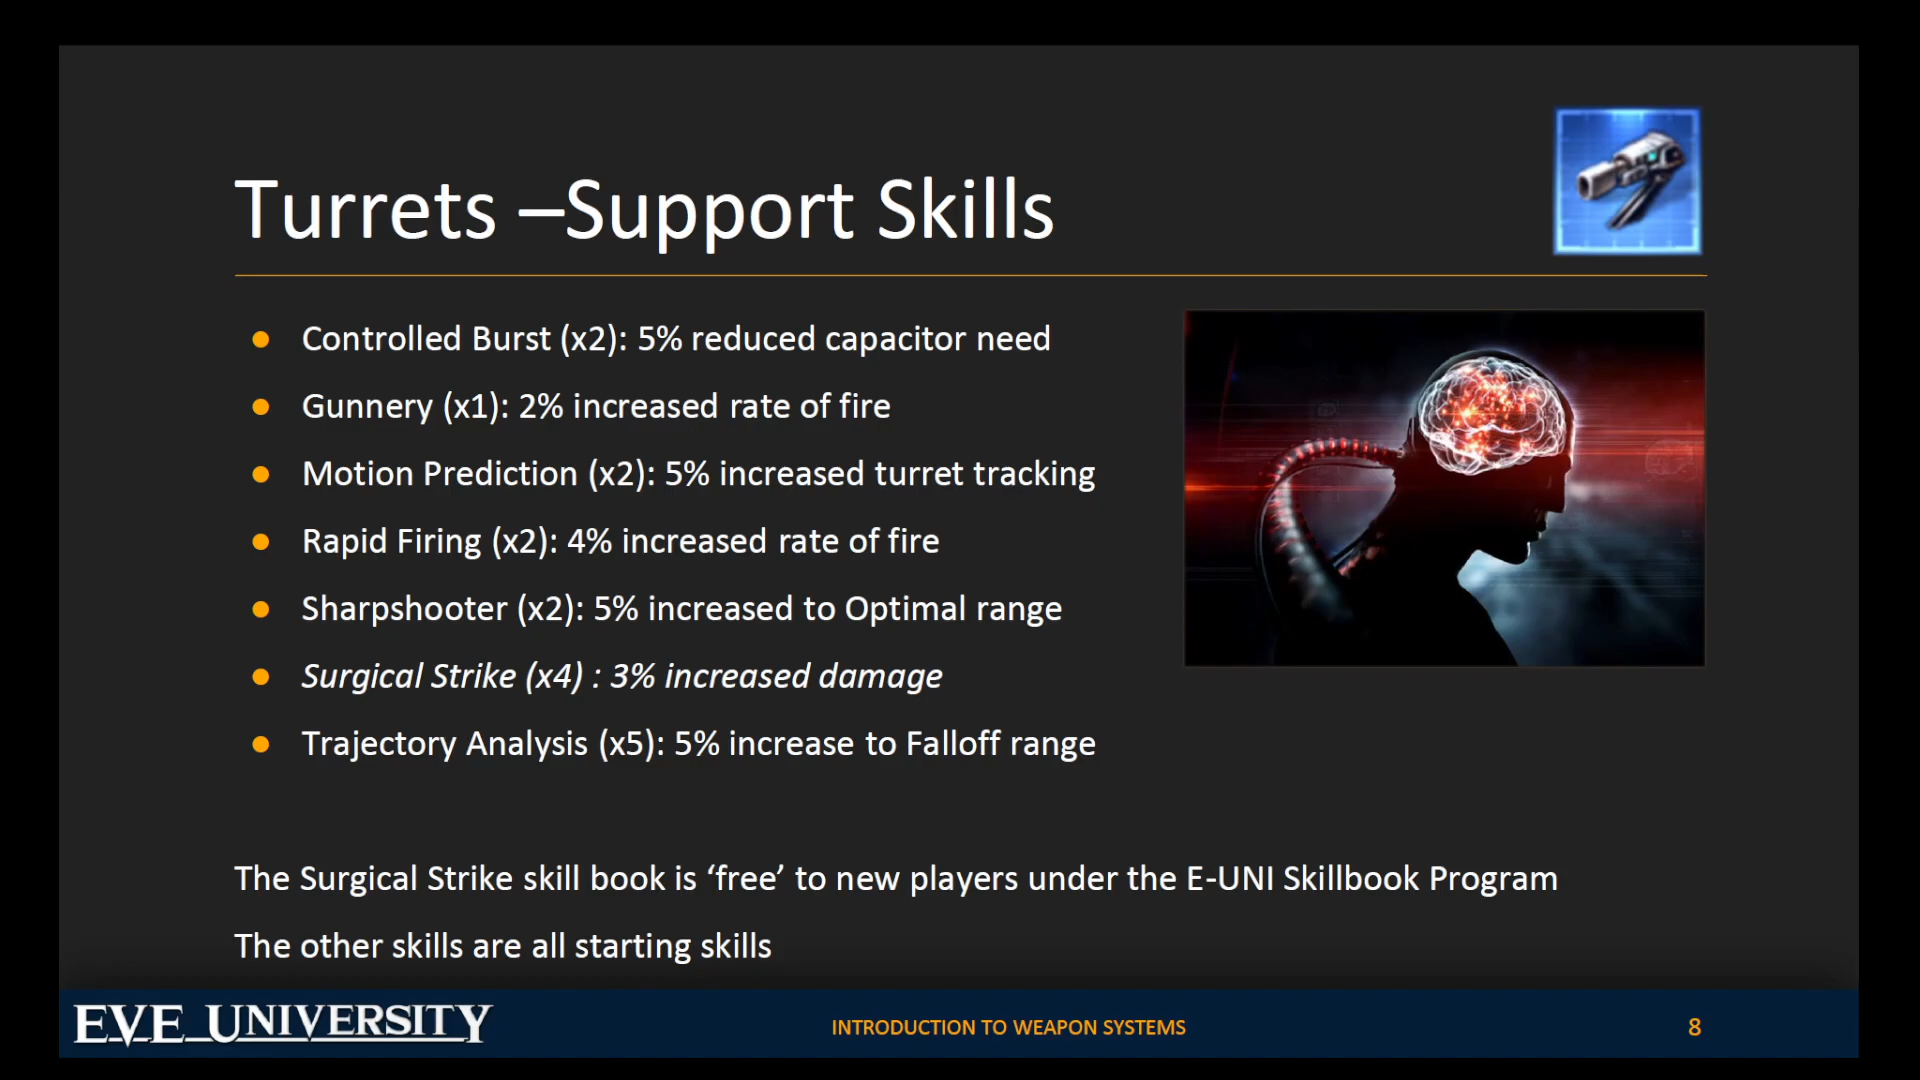 Turrets –Support Skills
Controlled Burst (x2): 5% reduced capacitor need
Gunnery (x1): 2% increased rate of fire
Motion Prediction (x2): 5% increased turret tracking
Rapid Firing (x2): 4% increased rate of fire
Sharpshooter (x2): 5% increased to Optimal range
Surgical Strike (x4) : 3% increased damage
Trajectory Analysis (x5): 5% increase to Falloff range
The Surgical Strike skill book is ‘free’ to new players under the E-UNI Skillbook Program
The other skills are all starting skills
EVE UNIVERSITY
INTRODUCTION TO WEAPON SYSTEMS
8